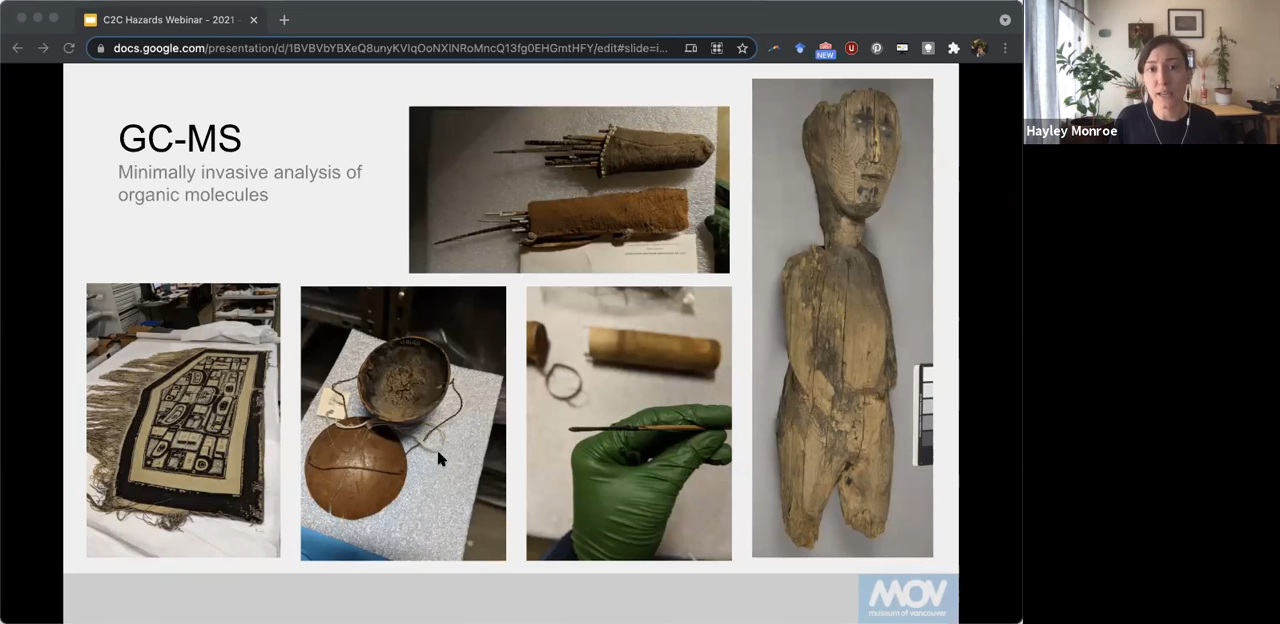 C2C Hazards Webinar - 2021 -
docs.google.com/presentation/d/1BVBVbYBXeQ8unyKVIqOoNXINRoMncQ13fg0EHGmtHFY/edit#slide=i...
NEW
GC-MS
Minimally invasive analysis of
organic molecules
Hayley Monroe
MOV
museum of vancouver